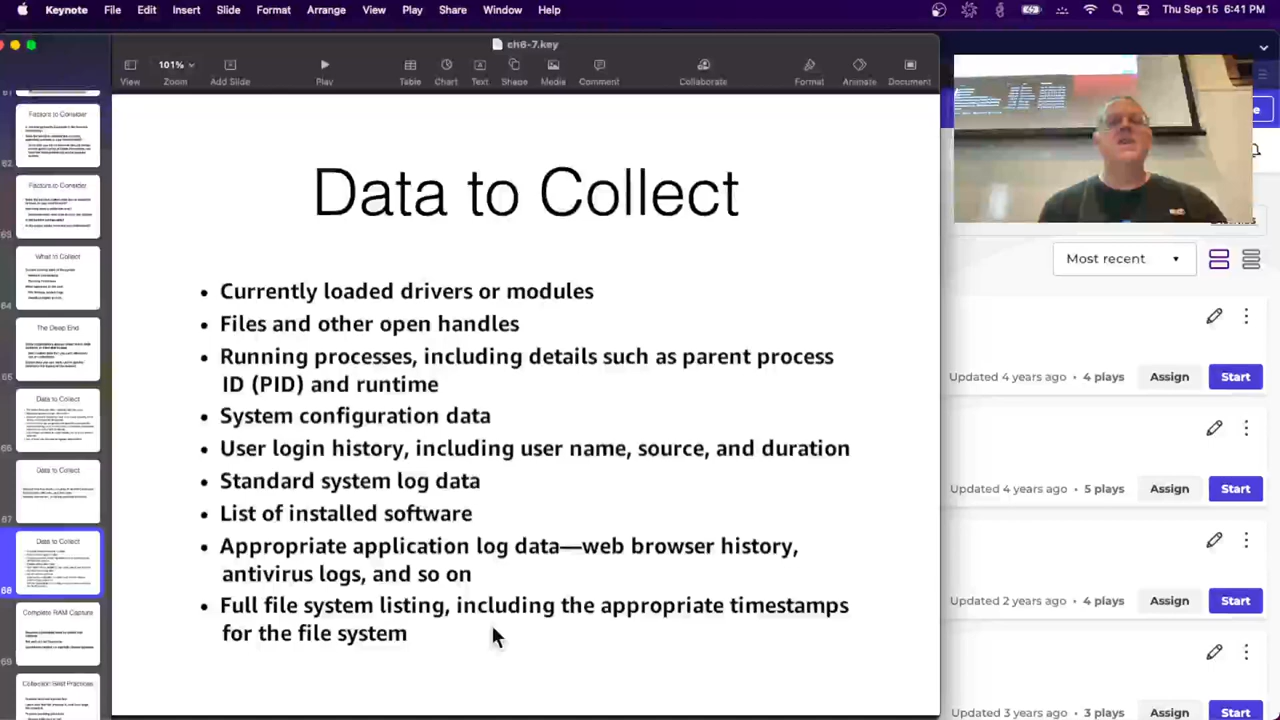 Keynote File Edit Insert Slide Format Arrange View Share Window Help
Thu Sep 16 6:41 PM
ch6-7.key
101%
View Zoom Add Slide Play Table Chart Text Shape Media Comment Collaborate Format Animate Document
Factors to Consider
Factors to Consider
What to Collect
64
The Deep End
Data to Collect
Data to Collect
68
Data to Collect
Complete RAM Capture
69
Collection Best Practices
Data to Collect
• Currently loaded drivers or modules
• Files and other open handles
• Running processes, including details such as parent process
ID (PID) and runtime
• System configuration data
• User login history, including user name, source, and duration
• Standard system log data
• List of installed software
• Appropriate application log data—web browser history,
logs, and so
• Full file system listing, including the appropriate timestamps
for the file system
Most recent
Updated 4 years ago • 4 plays Assign Start
Updated 4 years ago • 5 plays Assign Start
Updated 2 years ago • 4 plays Assign Start
Updated 3 years ago • 3 plays Assign Start